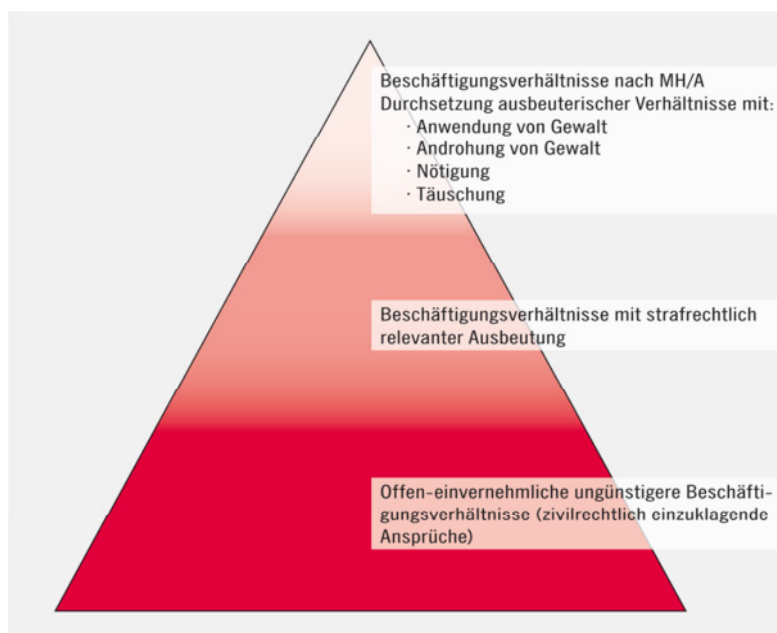 Beschäftigungsverhältnisse nach MH/A
Durchsetzung ausbeuterischer Verhältnisse mit:
· Anwendung von Gewalt
· Androhung von Gewalt
· Nötigung
· Täuschung
Beschäftigungsverhältnisse mit strafrechtlich
relevanter Ausbeutung
Offen-einvernehmliche ungünstigere Beschäfti-
gungsverhältnisse (zivilrechtlich einzuklagende
Ansprüche)